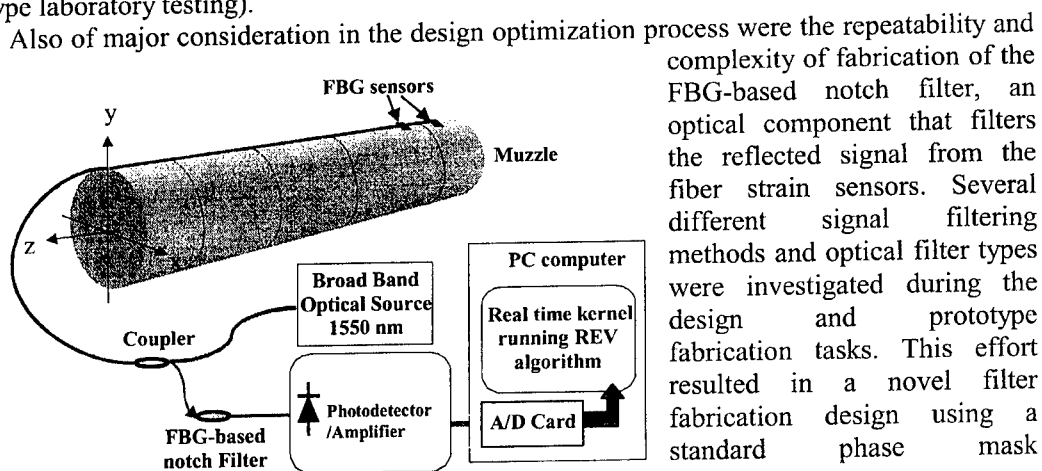 ype laboratory testing).
Also of major consideration in the design optimization process were the repeatability and
complexity of fabrication of the
FBG-based notch filter, an
optical component that filters
the reflected signal from the
fiber strain sensors. Several
different signal filtering
methods and optical filter types
were investigated during the
design and prototype
fabrication tasks. This effort
resulted in a novel filter
fabrication design using a
standard phase mask
FBG sensors
y
Muzzle
z
Broad Band
Optical Source
1550 nm
Coupler
PC computer
Real time kernel
running REV
algorithm
Photodetector
/Amplifier
A/D Card
FBG-based
notch Filter